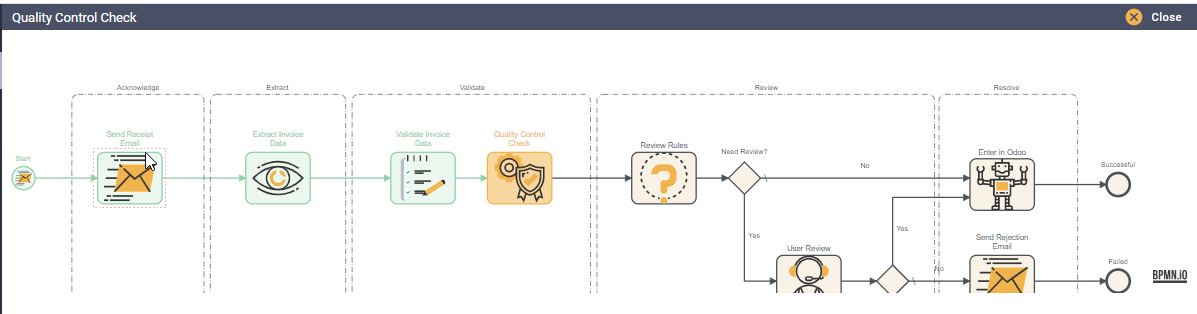 Quality Control Check
Close
Acknowledge
Extract
Validate
Review
Resolve
Start
Send Receipt
Email
Extract Invoice
Data
Validate Invoice
Data
Quality Control
Check
Review Rules
Need Review?
No
Yes
Enter in Odoo
Successful
User Review
Yes
No
Send Rejection
Email
Failed
BPMN.iO